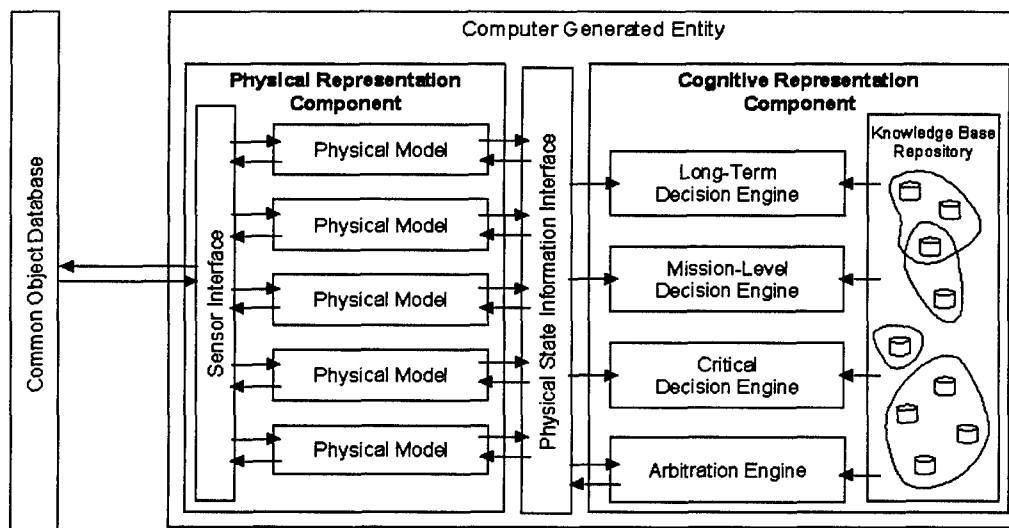 Computer Generated Entity
Common Object Database
Physical Representation
Component
Sensor Interface
Physical Model
Physical Model
Physical Model
Physical Model
Physical Model
Physical State Information Interface
Cognitive Representation
Component
Long-Term
Decision Engine
Mission-Level
Decision Engine
Critical
Decision Engine
Arbitration Engine
Knowledge Base
Repository